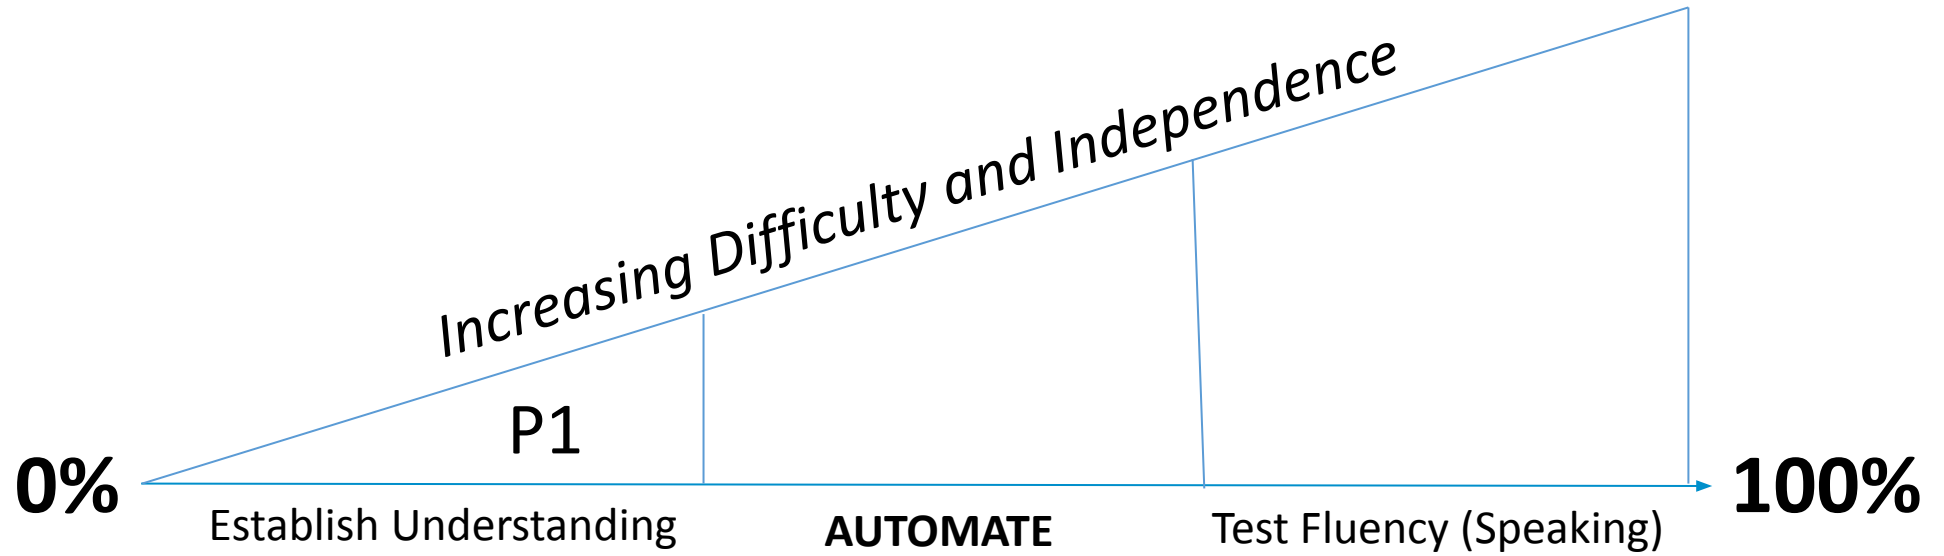 Increasing Difficulty and Independence
P1
0%
100%
Establish Understanding
AUTOMATE
Test Fluency (Speaking)